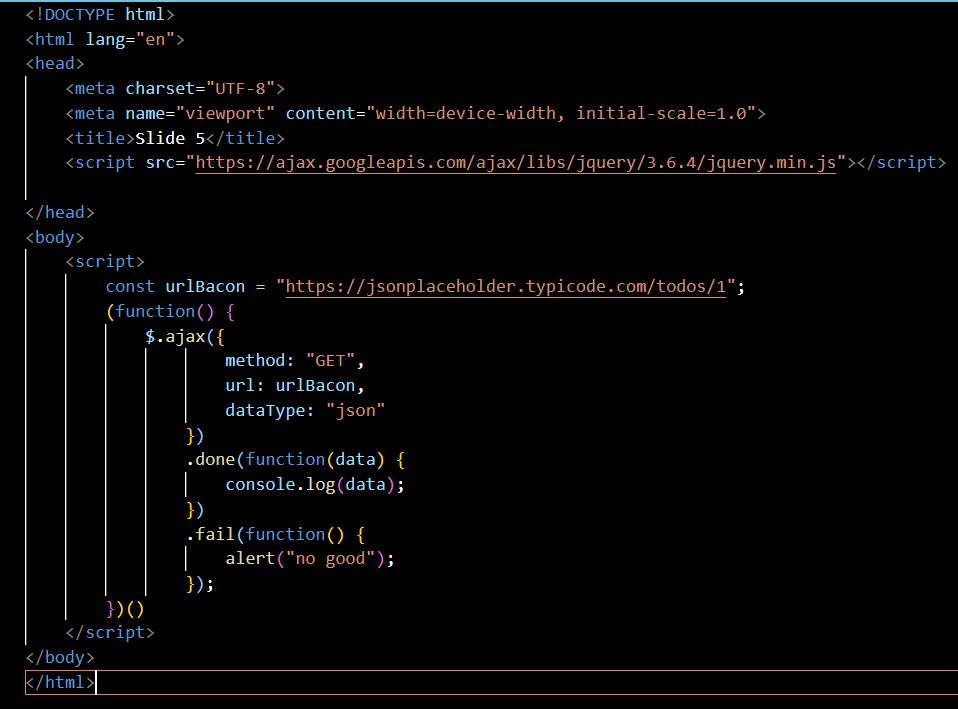 <!DOCTYPE html>
<html lang="en">
<head>
    <meta charset="UTF-8">
    <meta name="viewport" content="width=device-width, initial-scale=1.0">
    <title>Slide 5</title>
    <script src="https://ajax.googleapis.com/ajax/libs/jquery/3.6.4/jquery.min.js"></script>
</head>
<body>
    <script>
        const urlBacon = "https://jsonplaceholder.typicode.com/todos/1";
        (function() {
            $.ajax({
                    method: "GET",
                    url: urlBacon,
                    dataType: "json"
                })
                .done(function(data) {
                    console.log(data);
                })
                .fail(function() {
                    alert("no good");
                });
        })()
    </script>
</body>
</html>